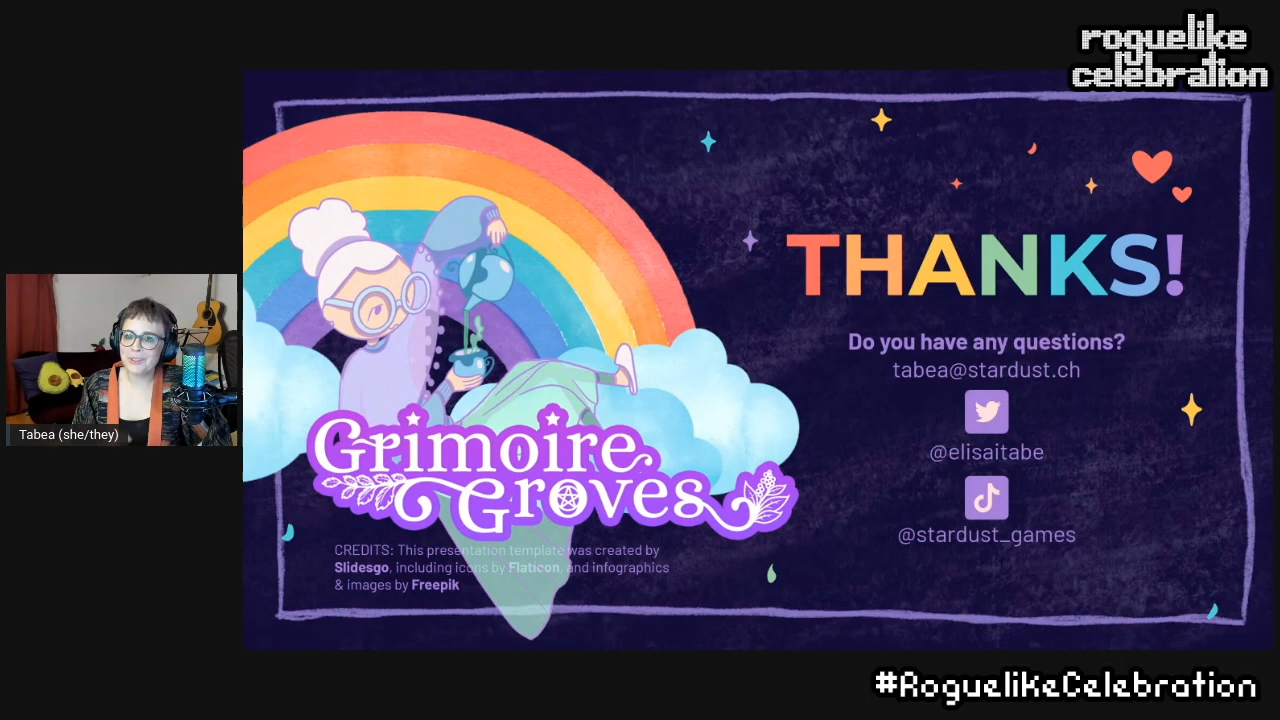 roguelike
celebration
THANKS!
Do you have any questions?
tabea@stardust.ch
@elisaitabe
@stardust_games
Grimoire
Groves
CREDITS: This presentation template was created by
Slidesgo, including icons by Flaticon, and infographics
& images by Freepik
Tabea (she/they)
#RoguelikeCelebration